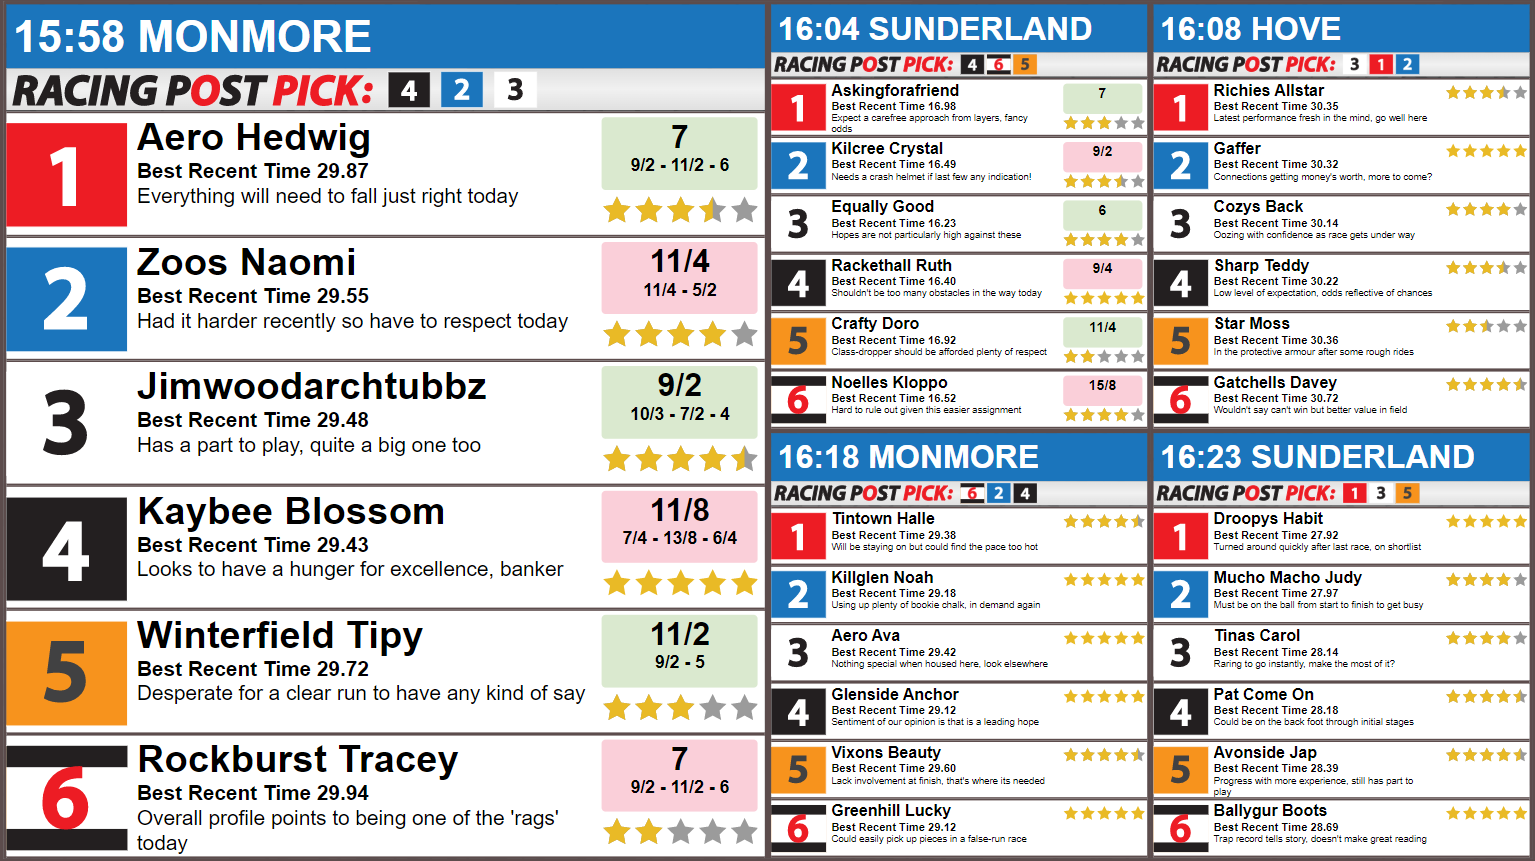 15:58 MONMORE
RACING POST PICK: 4 2 3
1
Aero Hedwig
Best Recent Time 29.87
Everything will need to fall just right today
7
9/2 - 11/2 - 6
2
Zoos Naomi
Best Recent Time 29.55
Had it harder recently so have to respect today
11/4
11/4 - 5/2
3
Jimwoodarchtubbz
Best Recent Time 29.48
Has a part to play, quite a big one too
9/2
10/3 - 7/2 - 4
4
Kaybee Blossom
Best Recent Time 29.43
Looks to have a hunger for excellence, banker
11/8
7/4 - 13/8 - 6/4
5
Winterfield Tipy
Best Recent Time 29.72
Desperate for a clear run to have any kind of say
11/2
9/2 - 5
6
Rockburst Tracey
Best Recent Time 29.94
Overall profile points to being one of the 'rags'
today
7
9/2 - 11/2 - 6
16:04 SUNDERLAND
RACING POST PICK: 4 6 5
1
Askingforafriend
Best Recent Time 16.98
Expect a carefree approach from layers, fancy
odds
7
2
Kilcree Crystal
Best Recent Time 16.49
Needs a crash helmet if last few any indication!
9/2
3
Equally Good
Best Recent Time 16.23
Hopes are not particularly high against these
6
4
Rackethall Ruth
Best Recent Time 16.40
Shouldn't be too many obstacles in the way today
9/4
5
Crafty Doro
Best Recent Time 16.92
Class-dropper should be afforded plenty of respect
11/4
6
Noelles Kloppo
Best Recent Time 16.52
Hard to rule out given this easier assignment
15/8
16:08 HOVE
RACING POST PICK: 3 1 2
1
Richies Allstar
Best Recent Time 30.35
Latest performance fresh in the mind, go well here
2
Gaffer
Best Recent Time 30.32
Connections getting money's worth, more to come?
3
Cozys Back
Best Recent Time 30.14
Oozing with confidence as race gets under way
4
Sharp Teddy
Best Recent Time 30.22
Low level of expectation, odds reflective of chances
5
Star Moss
Best Recent Time 30.36
In the protective armour after some rough rides
6
Gatchells Davey
Best Recent Time 30.72
Wouldn't say can't win but better value in field
16:18 MONMORE
RACING POST PICK: 6 2 4
1
Tintown Halle
Best Recent Time 29.38
Will be staying on but could find the pace too hot
2
Killglen Noah
Best Recent Time 29.18
Using up plenty of bookie chalk, in demand again
3
Aero Ava
Best Recent Time 29.42
Nothing special when housed here, look elsewhere
4
Glenside Anchor
Best Recent Time 29.12
Sentiment of our opinion is that is a leading hope
5
Vixons Beauty
Best Recent Time 29.60
Lack involvement at finish, that's where its needed
6
Greenhill Lucky
Best Recent Time 29.12
Could easily pick up pieces in a false-run race
16:23 SUNDERLAND
RACING POST PICK: 1 3 5
1
Droopys Habit
Best Recent Time 27.92
Turned around quickly after last race, on shortlist
2
Mucho Macho Judy
Best Recent Time 27.97
Must be on the ball from start to finish to get busy
3
Tinas Carol
Best Recent Time 28.14
Raring to go instantly, make the most of it?
4
Pat Come On
Best Recent Time 28.18
Could be on the back foot through initial stages
5
Avonside Jap
Best Recent Time 28.39
Progress with more experience, still has part to
play
6
Ballygur Boots
Best Recent Time 28.69
Trap record tells story, doesn't make great reading